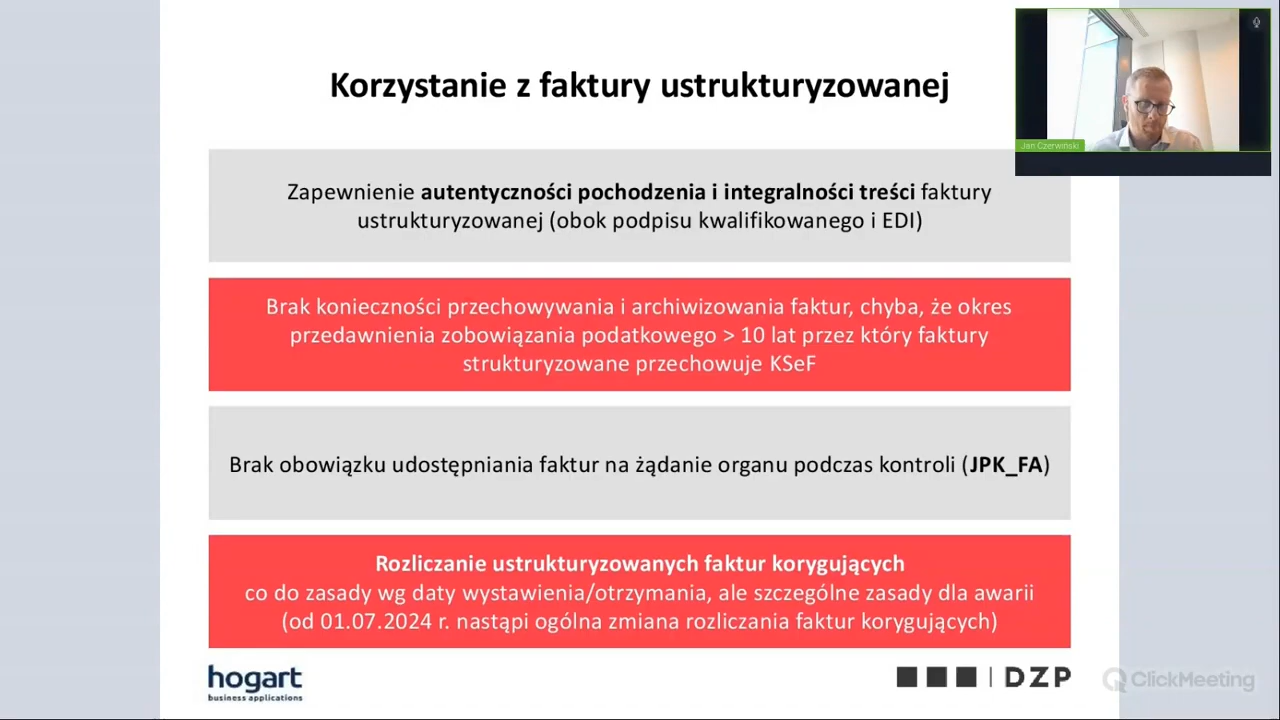 Korzystanie z faktury ustrukturyzowanej
Jan Czerwiński
Zapewnienie autentyczności pochodzenia i integralności treści faktury
ustrukturyzowanej (obok podpisu kwalifikowanego i EDI)
Brak konieczności przechowywania i archiwizowania faktur, chyba, że okres
przedawnienia zobowiązania podatkowego > 10 lat przez który faktury
strukturyzowane przechowuje KSeF
Brak obowiązku udostępniania faktur na żądanie organu podczas kontroli (JPK_FA)
Rozliczanie ustrukturyzowanych faktur korygujących
co do zasady wg daty wystawienia/otrzymania, ale szczególne zasady dla awarii
(od 01.07.2024 r. nastąpi ogólna zmiana rozliczania faktur korygujących)
hogart
business applications
DZP
ClickMeeting